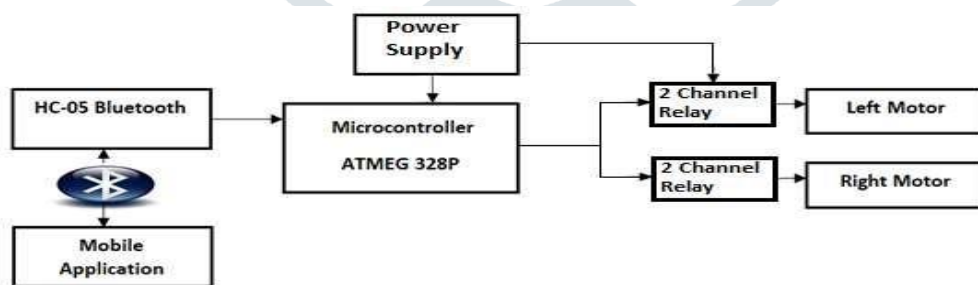 Power
Supply
HC-05 Bluetooth
Microcontroller
ATMEG 328P
2 Channel
Relay
Left Motor
2 Channel
Relay
Right Motor
Mobile
Application